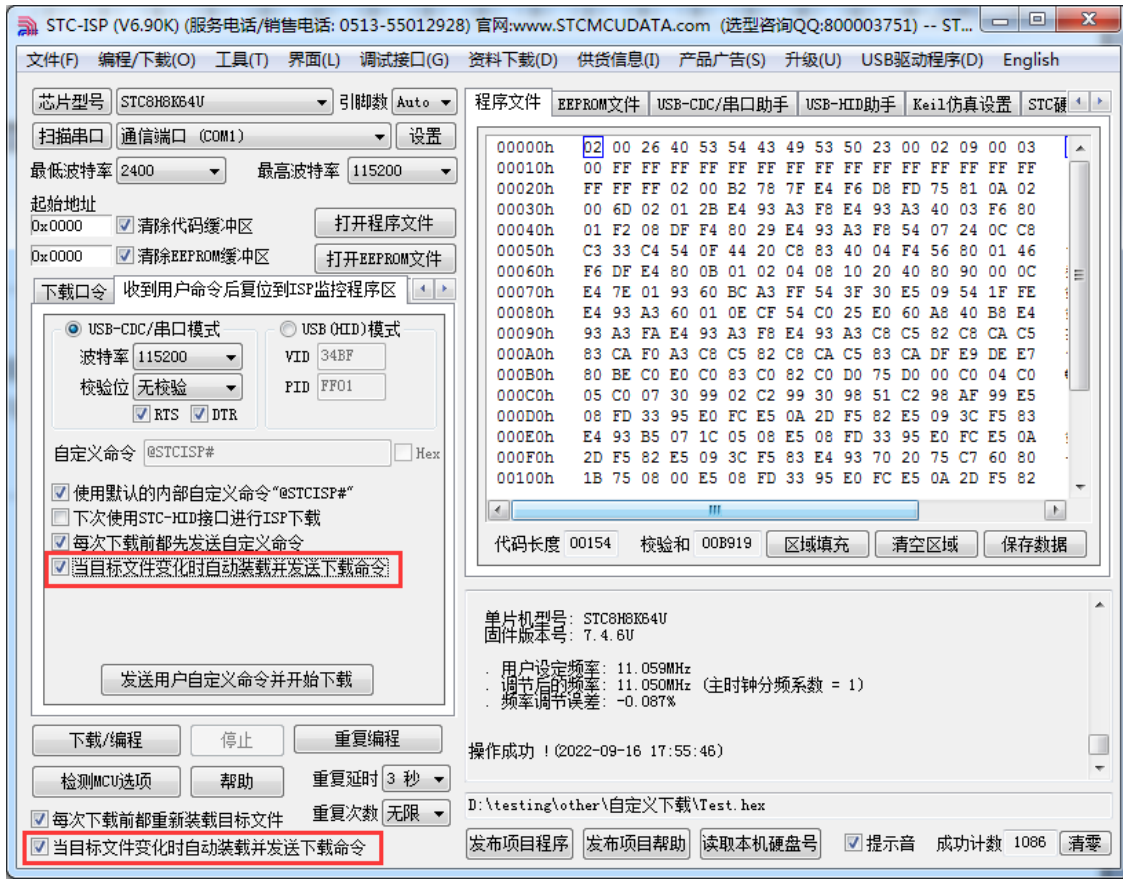 STC-ISP (V6.90K) (服务电话/销售电话: 0513-55012928) 官网:www.STCMCUDATA.com (选型咨询QQ:800003751) -- ST...
文件(F) 编程/下载(O) 工具(T) 界面(L) 调试接口(G) 资料下载(D) 供货信息(I) 产品广告(S) 升级(U) USB驱动程序(D) English
芯片型号 STC8H8K64U 引脚数 Auto
扫描串口 通信端口 (COM1) 设置
最低波特率 2400 最高波特率 115200
起始地址
0x0000 清除代码缓冲区 打开程序文件
0x0000 清除EEPROM缓冲区 打开EEPROM文件
下载口令 收到用户命令后复位到ISP监控程序区
USB-CDC/串口模式 USB(HID)模式
波特率 115200 VID 34BF
校验位 无校验 PID FF01
RTS DTR
自定义命令 @STCISP# Hex
使用默认的内部自定义命令"@STCISP#"
下次使用STC-HID接口进行ISP下载
每次下载前都先发送自定义命令
当目标文件变化时自动装载并发送下载命令
发送用户自定义命令并开始下载
下载/编程 停止 重复编程
检测MCU选项 帮助 重复延时 3 秒
每次下载前都重新装载目标文件 重复次数 无限
当目标文件变化时自动装载并发送下载命令
程序文件 EEPROM文件 USB-CDC/串口助手 USB-HID助手 Keil仿真设置 STC硬
00000h 02 00 26 40 53 54 43 49 53 50 23 00 02 09 00 03
00010h 00 FF FF FF FF FF FF FF FF FF FF FF FF FF FF FF
00020h FF FF FF 02 00 B2 78 7F E4 F6 D8 FD 75 81 0A 02
00030h 00 6D 02 01 2B E4 93 A3 F8 E4 93 A3 40 03 F6 80
00040h 01 F2 08 DF F4 80 29 E4 93 A3 F8 54 07 24 0C C8
00050h C3 33 C4 54 0F 44 20 C8 83 40 04 F4 56 80 01 46
00060h F6 DF E4 80 0B 01 02 04 08 10 20 40 80 90 00 0C
00070h E4 7E 01 93 60 BC A3 FF 54 3F 30 E5 09 54 1F FE
00080h E4 93 A3 60 01 0E CF 54 C0 25 E0 60 A8 40 B8 E4
00090h 93 A3 FA E4 93 A3 F8 E4 93 A3 C8 C5 82 C8 CA C5
000A0h 83 CA F0 A3 C8 C5 82 C8 CA C5 83 CA DF E9 DE E7
000B0h 80 BE C0 E0 C0 83 C0 82 C0 D0 75 D0 00 C0 04 C0
000C0h 05 C0 07 30 99 02 C2 99 30 98 51 C2 98 AF 99 E5
000D0h 08 FD 33 95 E0 FC E5 0A 2D F5 82 E5 09 3C F5 83
000E0h E4 93 B5 07 1C 05 08 E5 08 FD 33 95 E0 FC E5 0A
000F0h 2D F5 82 E5 09 3C F5 83 E4 93 70 20 75 C7 60 80
00100h 1B 75 08 00 E5 08 FD 33 95 E0 FC E5 0A 2D F5 82
代码长度 00154 校验和 00B919 区域填充 清空区域 保存数据
单片机型号: STC8H8K64U
固件版本号: 7.4.6U
. 用户设定频率: 11.059MHz
. 调节后的频率: 11.050MHz (主时钟分频系数 = 1)
. 频率调节误差: -0.087%
操作成功 !(2022-09-16 17:55:46)
D:\testing\other\自定义下载\Test.hex
发布项目程序 发布项目帮助 读取本机硬盘号 提示音 成功计数 1086 清零